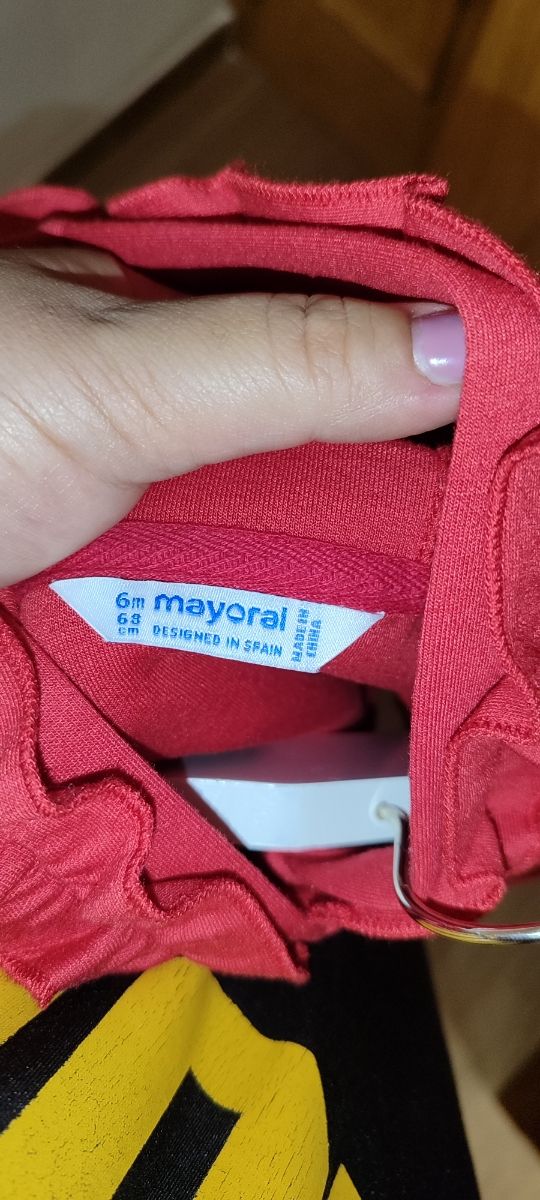 6m mayoral
68 cm DESIGNED IN SPAIN
MADE IN
CHINA